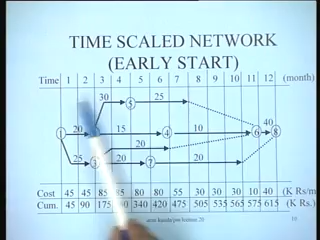 TIME SCALED NETWORK
(EARLY START)
Time 1 2 3 4 5 6 7 8 9 10 11 12 (month)
30 5 25
1 20 15 4 10 6 40 8
20
25 3 20 7 20
Cost 45 45 85 80 80 55 30 30 30 10 40 (K Rs/m
Cum. 45 90 175 340 420 475 505 535 565 575 615 (K Rs.)